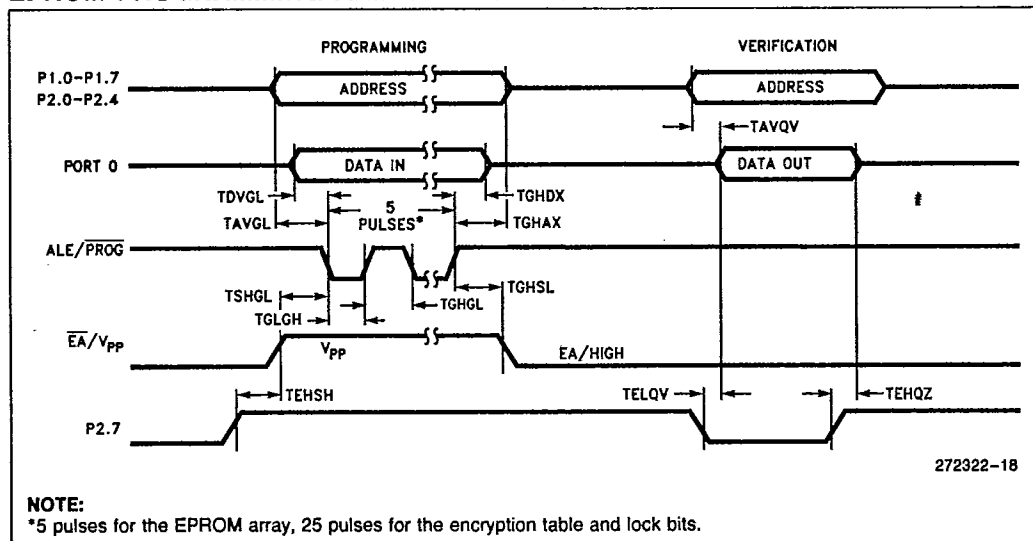 PROGRAMMING VERIFICATION
P1.0–P1.7
P2.0–P2.4
ADDRESS ADDRESS
TAVQV
PORT 0 DATA IN DATA OUT
TDVGL TGHDX
5
PULSES*
TAVGL TGHAX
ALE/PROG
TSHGL TGHSL
TGHGL
TGLGH
EA/VPP
VPP EA/HIGH
TEHSH TELQV TEHQZ
P2.7
272322–18
NOTE:
*5 pulses for the EPROM array, 25 pulses for the encryption table and lock bits.